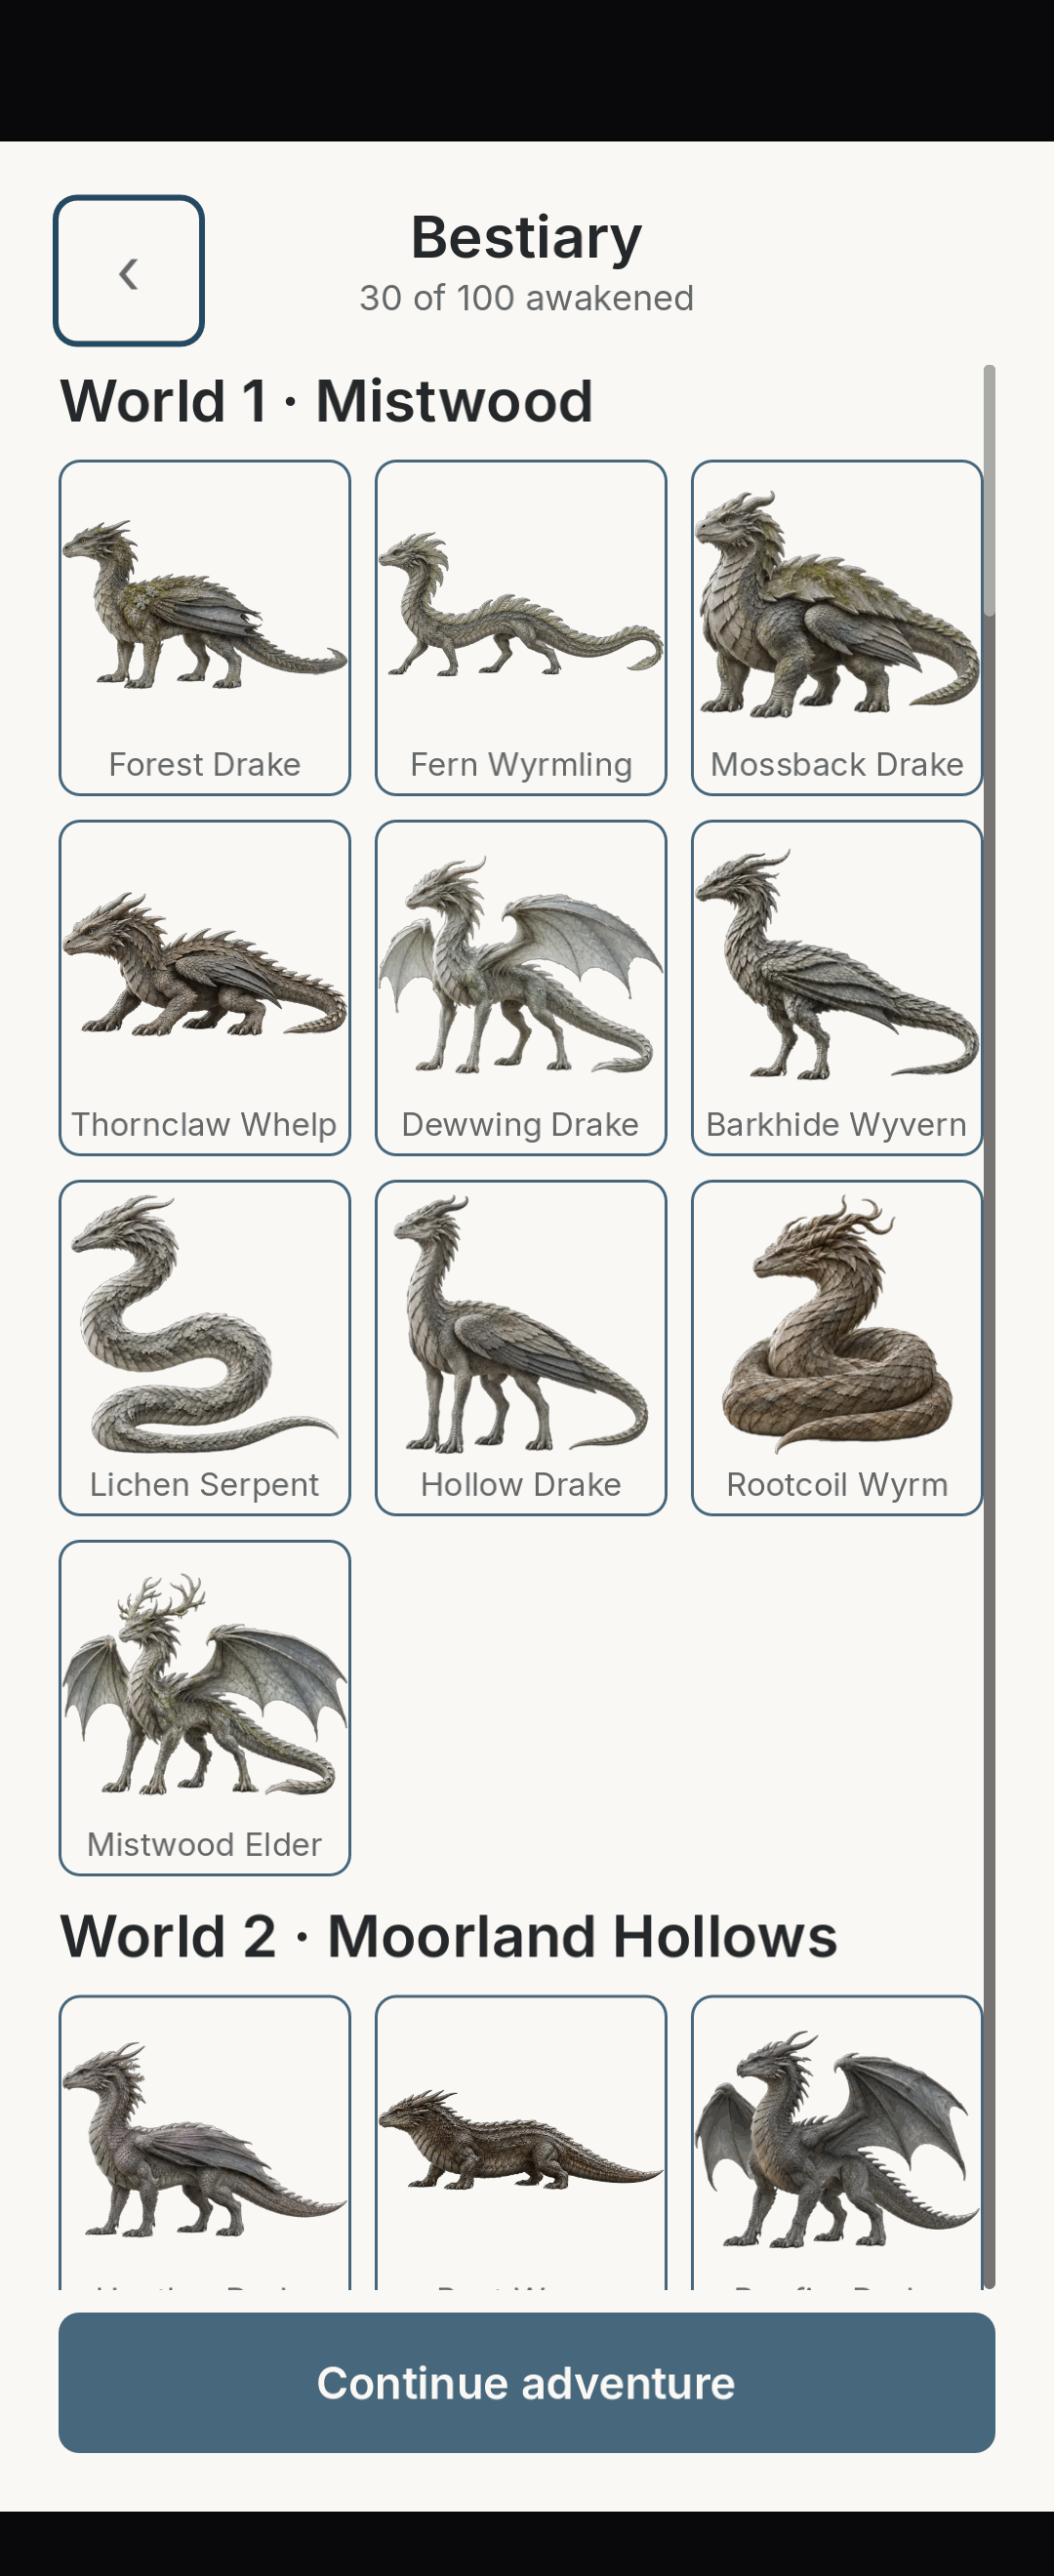 Bestiary
30 of 100 awakened
World 1 · Mistwood
Forest Drake
Fern Wyrmling
Mossback Drake
Thornclaw Whelp
Dewwing Drake
Barkhide Wyvern
Lichen Serpent
Hollow Drake
Rootcoil Wyrm
Mistwood Elder
World 2 · Moorland Hollows
Continue adventure